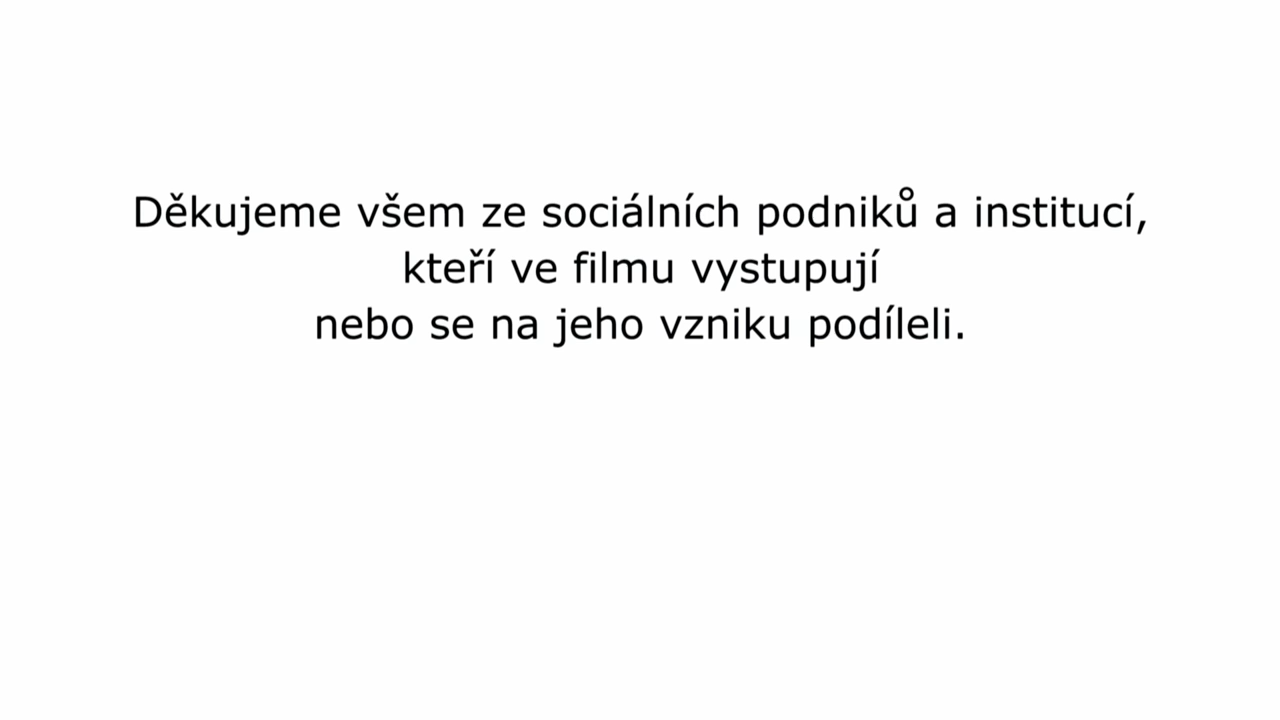 Děkujeme všem ze sociálních podniků a institucí,
kteří ve filmu vystupují
nebo se na jeho vzniku podíleli.